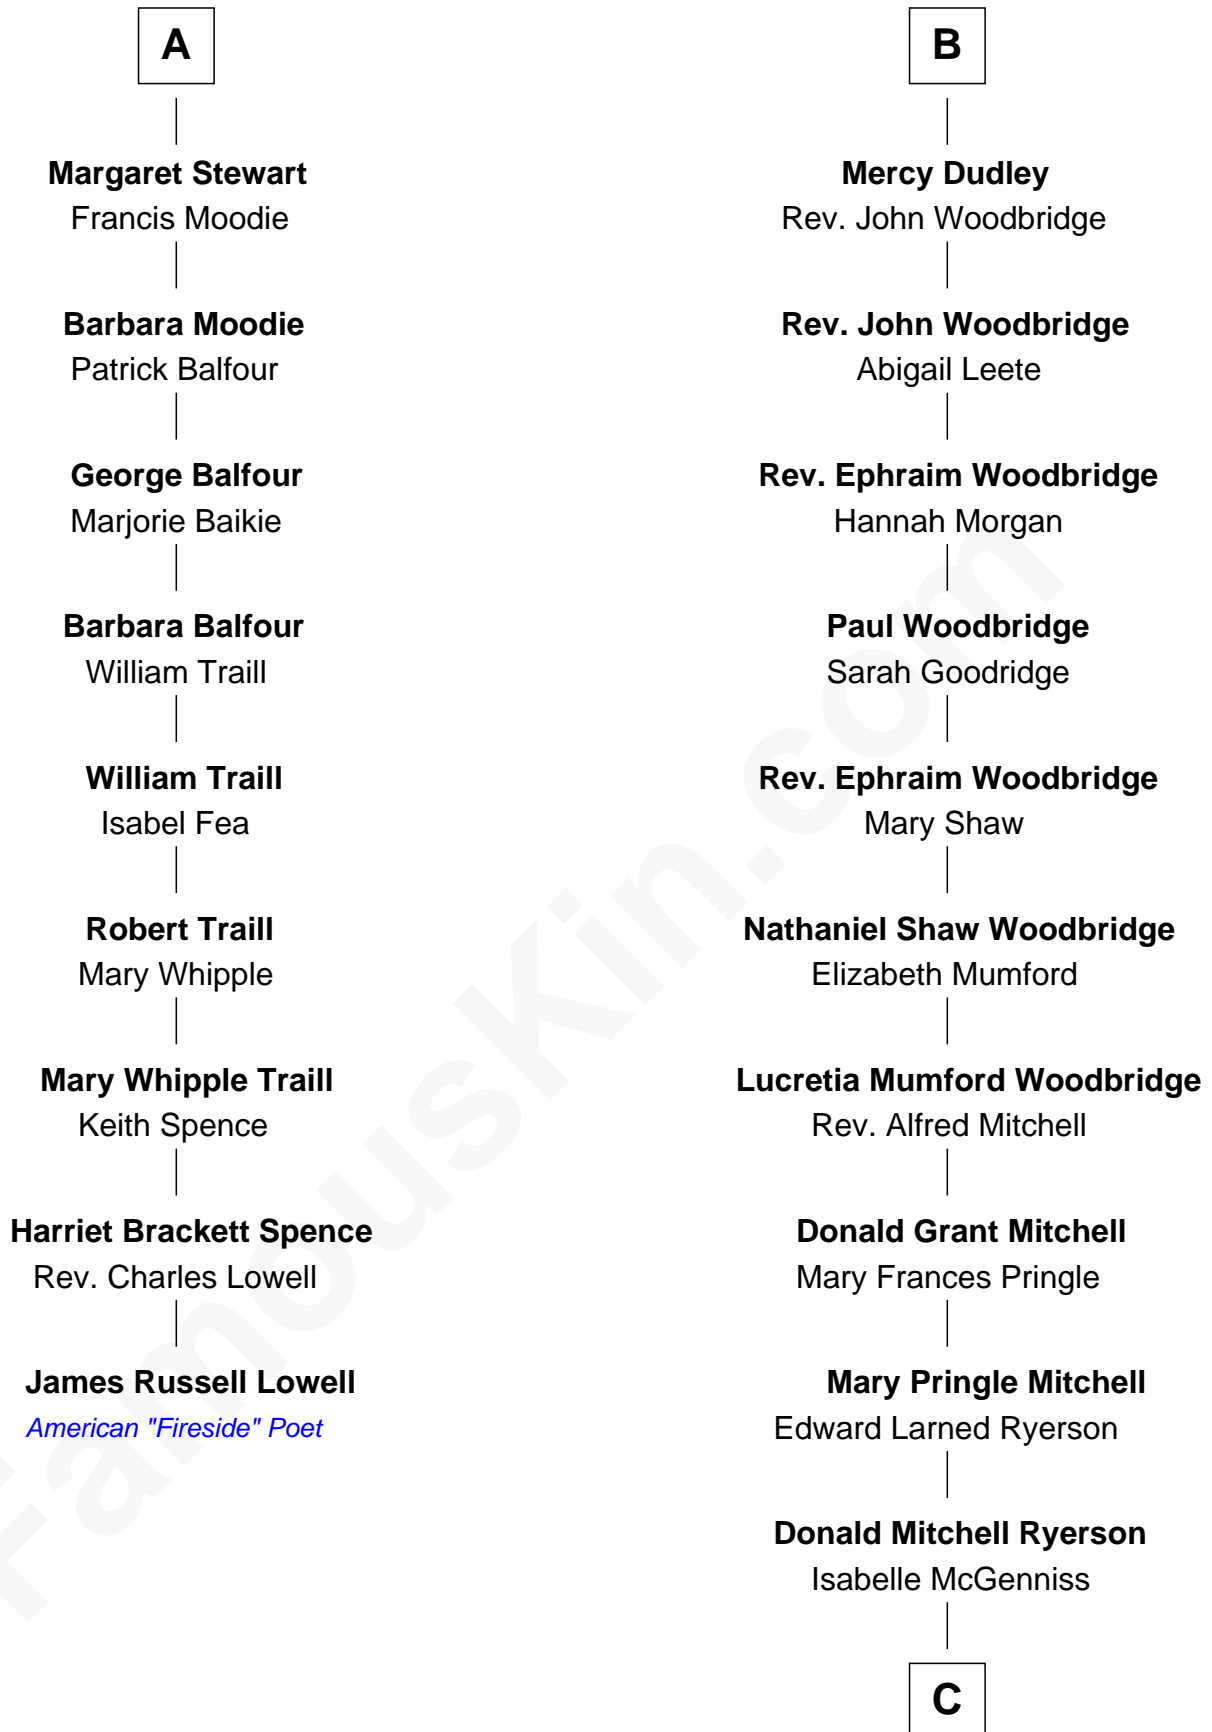 A
Margaret Stewart
Francis Moodie
Barbara Moodie
Patrick Balfour
George Balfour
Marjorie Baikie
Barbara Balfour
William Traill
William Traill
Isabel Fea
Robert Traill
Mary Whipple
Mary Whipple Traill
Keith Spence
Harriet Brackett Spence
Rev. Charles Lowell
James Russell Lowell
American "Fireside" Poet
B
Mercy Dudley
Rev. John Woodbridge
Rev. John Woodbridge
Abigail Leete
Rev. Ephraim Woodbridge
Hannah Morgan
Paul Woodbridge
Sarah Goodridge
Rev. Ephraim Woodbridge
Mary Shaw
Nathaniel Shaw Woodbridge
Elizabeth Mumford
Lucretia Mumford Woodbridge
Rev. Alfred Mitchell
Donald Grant Mitchell
Mary Frances Pringle
Mary Pringle Mitchell
Edward Larned Ryerson
Donald Mitchell Ryerson
Isabelle McGenniss
C
FamousKin.com